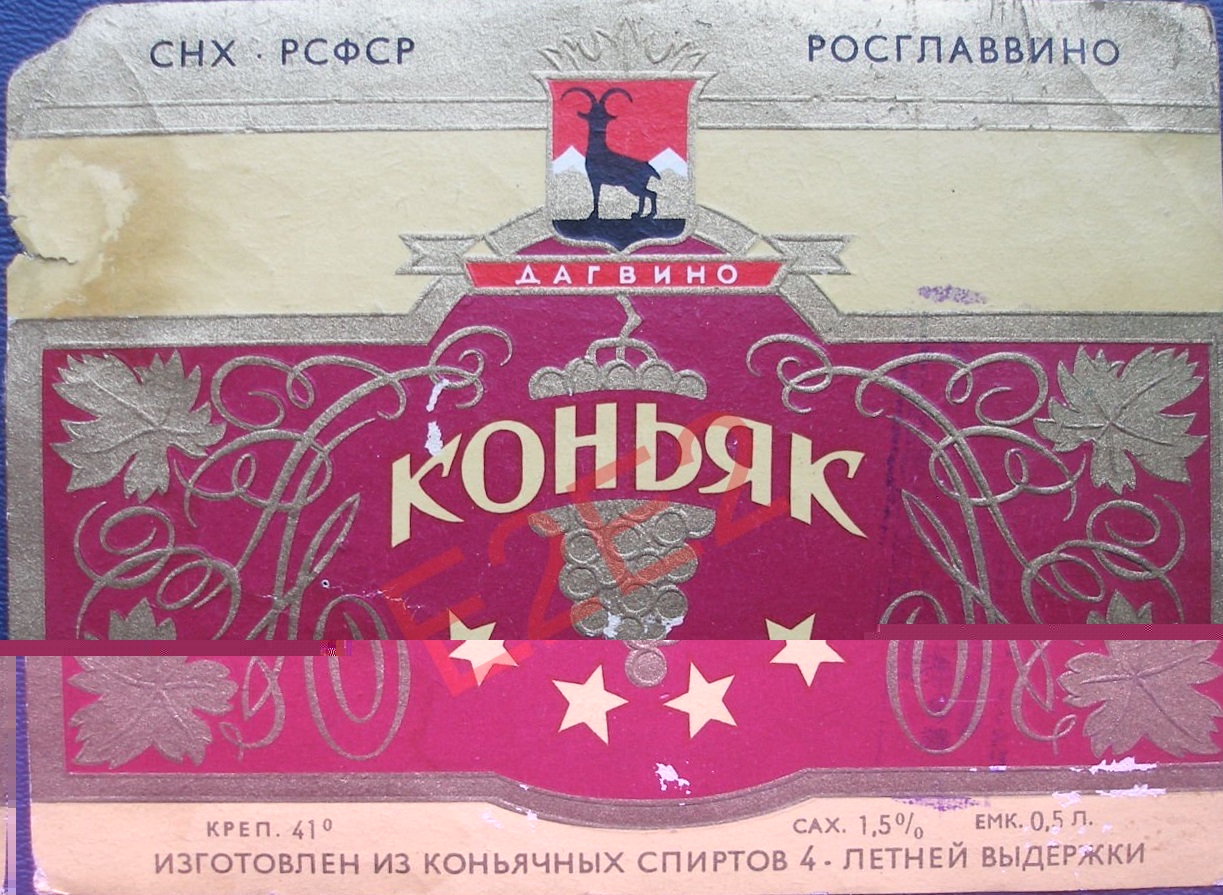 СНХ · РСФСР РОСГЛАВВИНО
ДАГВИНО
КОНЬЯК
E2E2
КРЕП. 41° САХ. 1,5% ЕМК. 0,5 Л.
ИЗГОТОВЛЕН ИЗ КОНЬЯЧНЫХ СПИРТОВ 4-ЛЕТНЕЙ ВЫДЕРЖКИ